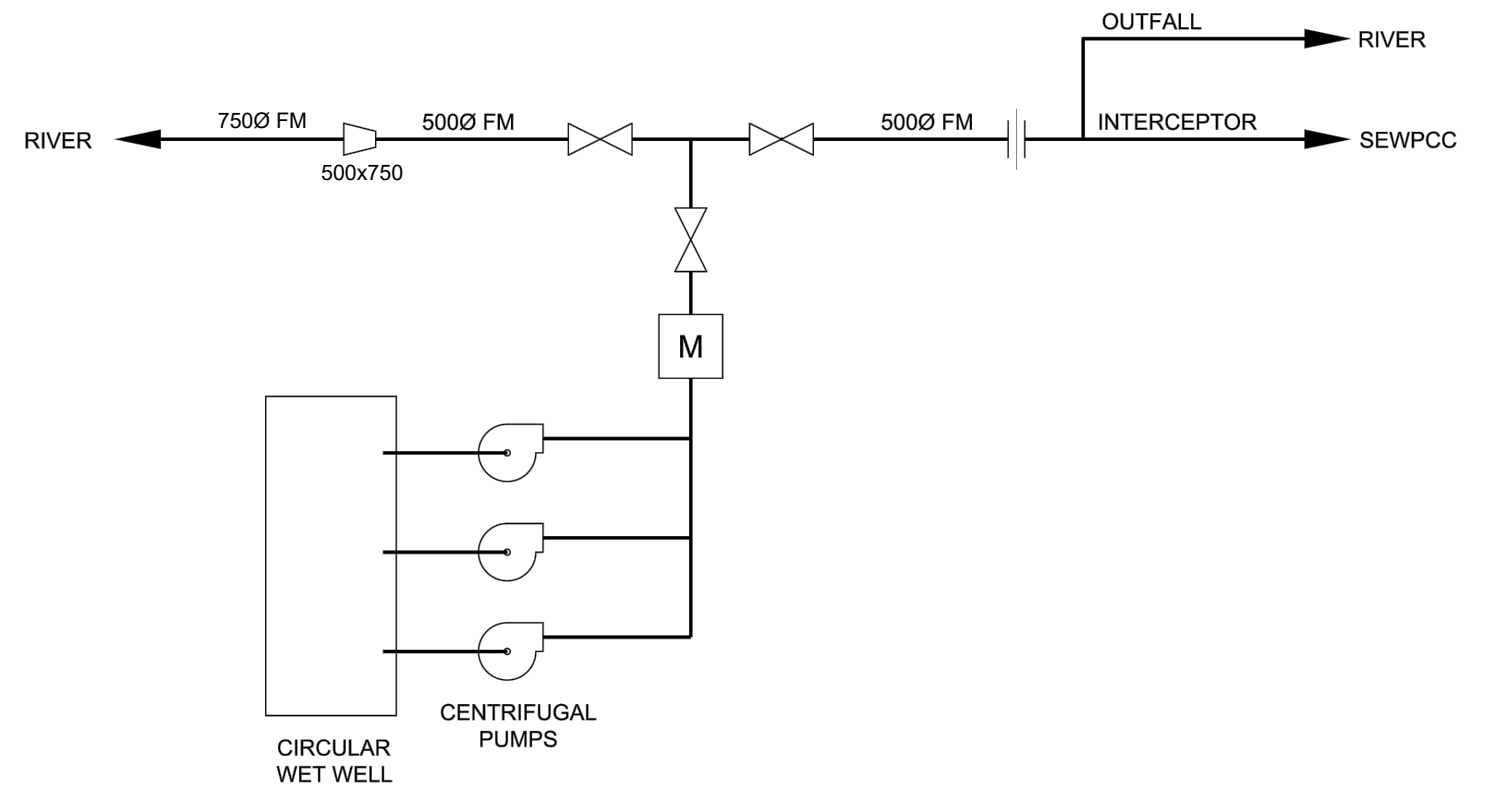 OUTFALL
RIVER
750Ø FM
500Ø FM
500Ø FM
INTERCEPTOR
RIVER
SEWPCC
500x750
M
CENTRIFUGAL
PUMPS
CIRCULAR
WET WELL